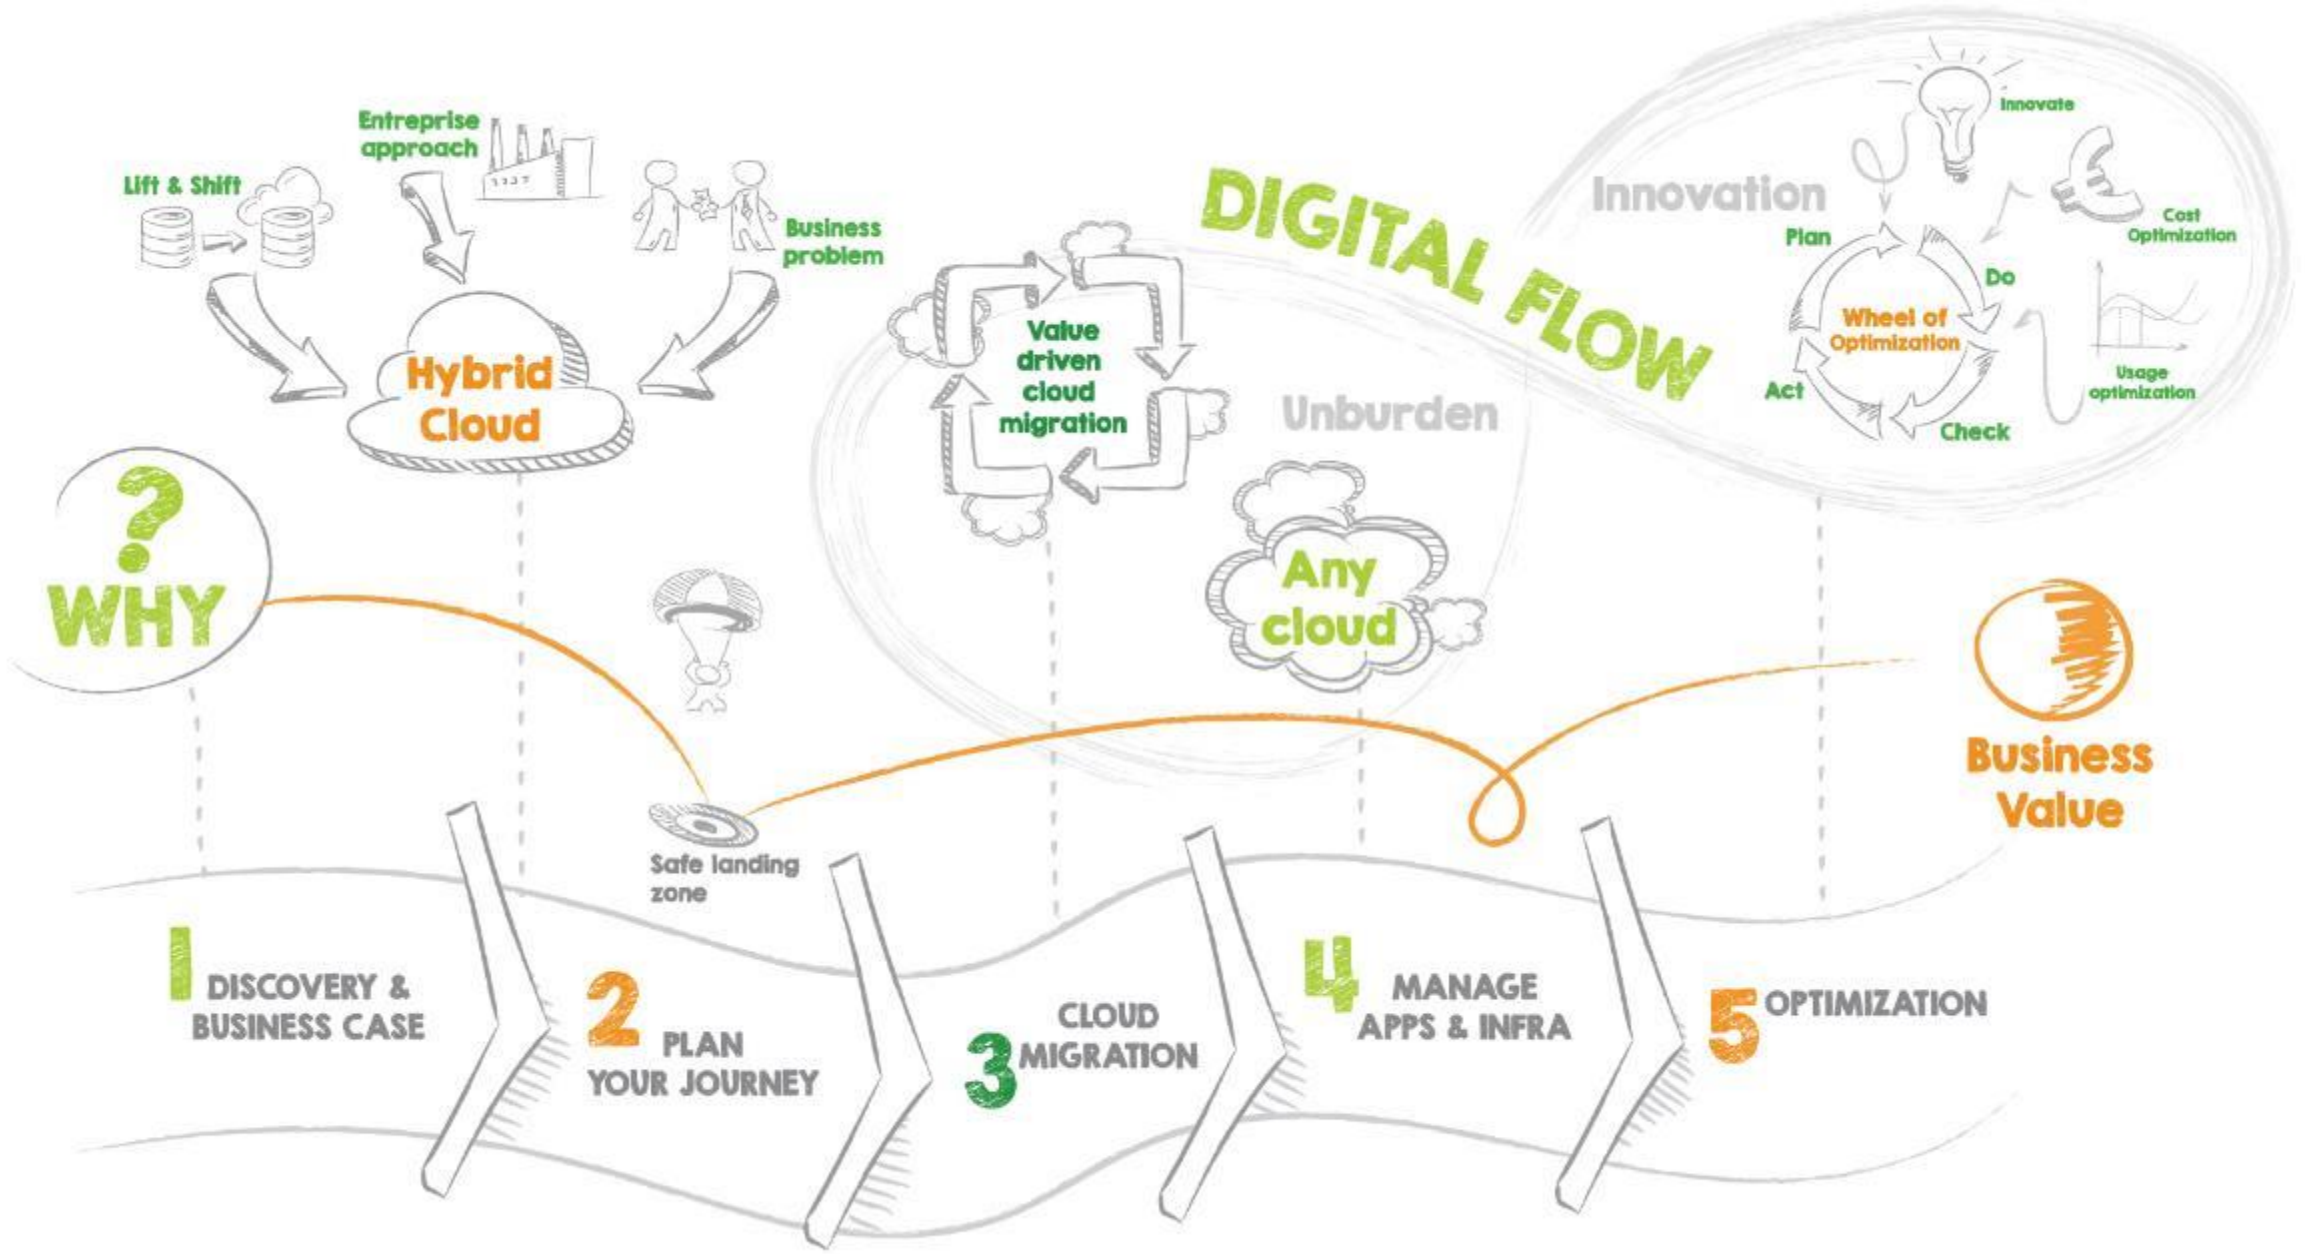 Entreprise
approach
Lift & Shift
Business
problem
Hybrid
Cloud
?
WHY
Value
driven
cloud
migration
DIGITAL FLOW
Unburden
Any
cloud
Innovation
Innovate
Cost
Optimization
Plan
Do
Wheel of
Optimization
Act
Check
Usage
optimization
Business
Value
Safe landing
zone
1 DISCOVERY &
BUSINESS CASE
2 PLAN
YOUR JOURNEY
3 CLOUD
MIGRATION
4 MANAGE
APPS & INFRA
5 OPTIMIZATION